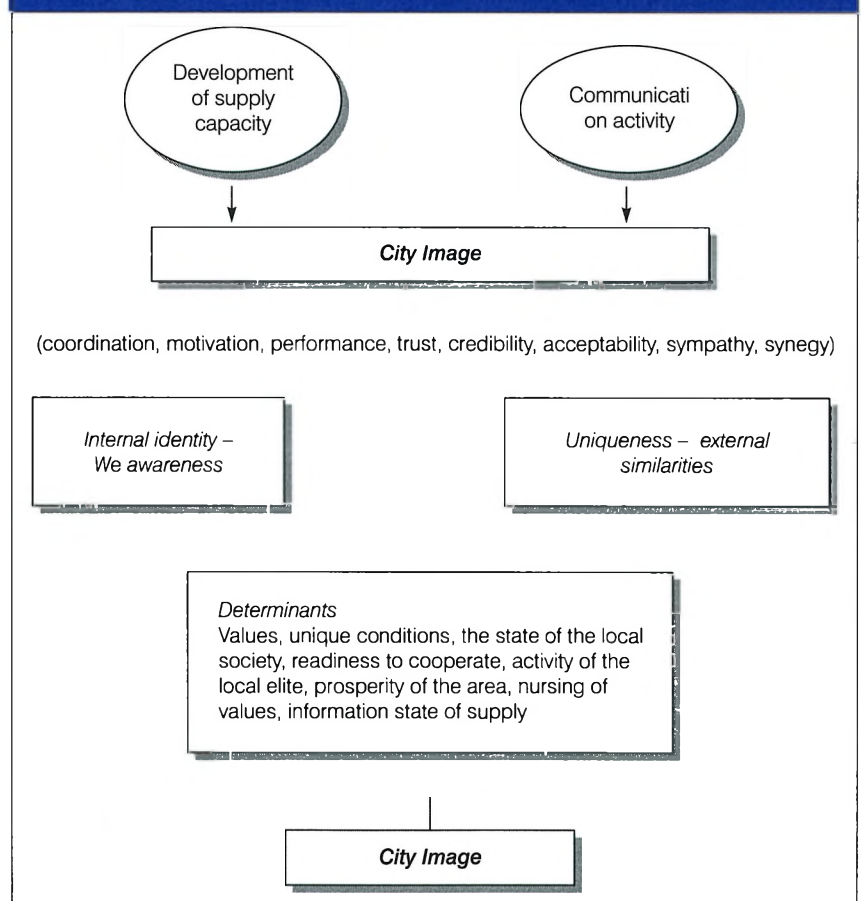 Development
of supply
capacity
Communicati
on activity
City Image
(coordination, motivation, performance, trust, credibility, acceptability, sympathy, synegy)
Internal identity –
We awareness
Uniqueness – external
similarities
Determinants
Values, unique conditions, the state of the local
society, readiness to cooperate, activity of the
local elite, prosperity of the area, nursing of
values, information state of supply
City Image